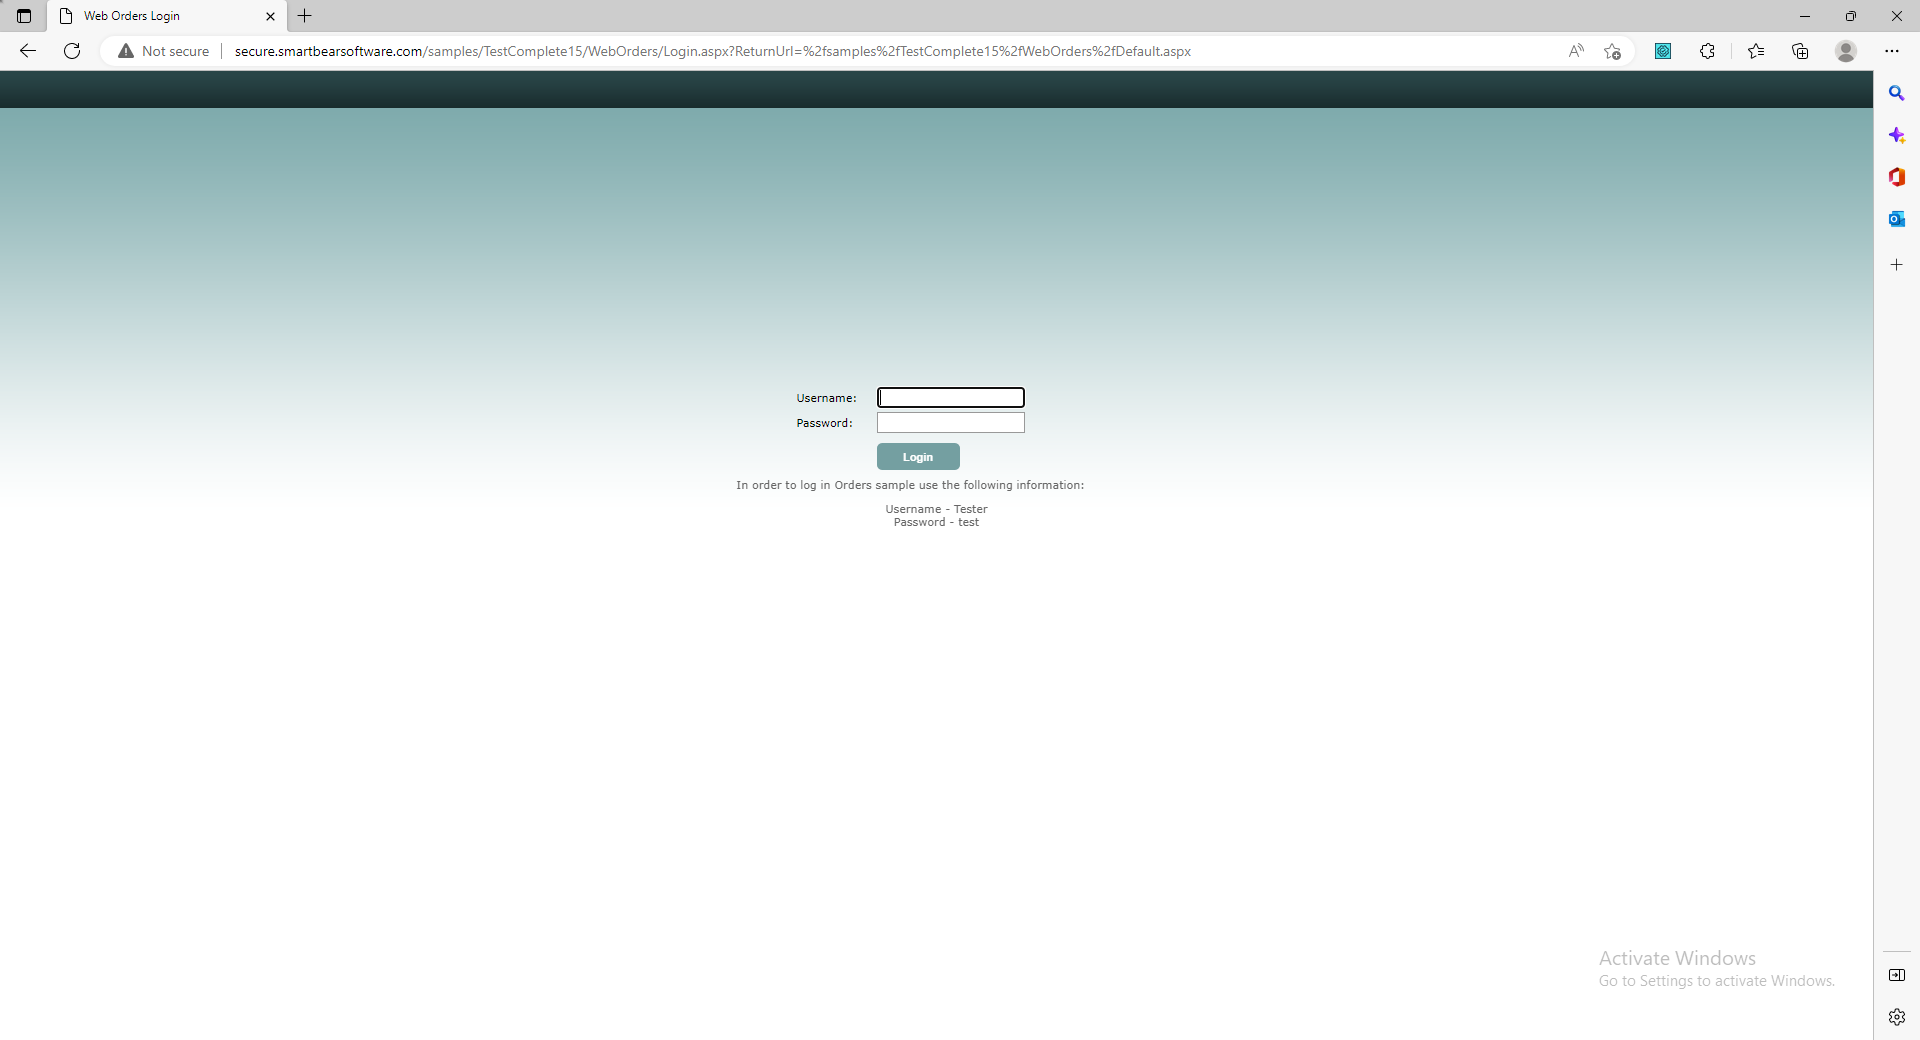 Web Orders Login
Not secure
secure.smartbearsoftware.com/samples/TestComplete15/WebOrders/Login.aspx?ReturnUrl=%2fsamples%2fTestComplete15%2fWebOrders%2fDefault.aspx
Username:
Password:
Login
In order to log in Orders sample use the following information:
Username - Tester
Password - test
Activate Windows
Go to Settings to activate Windows.